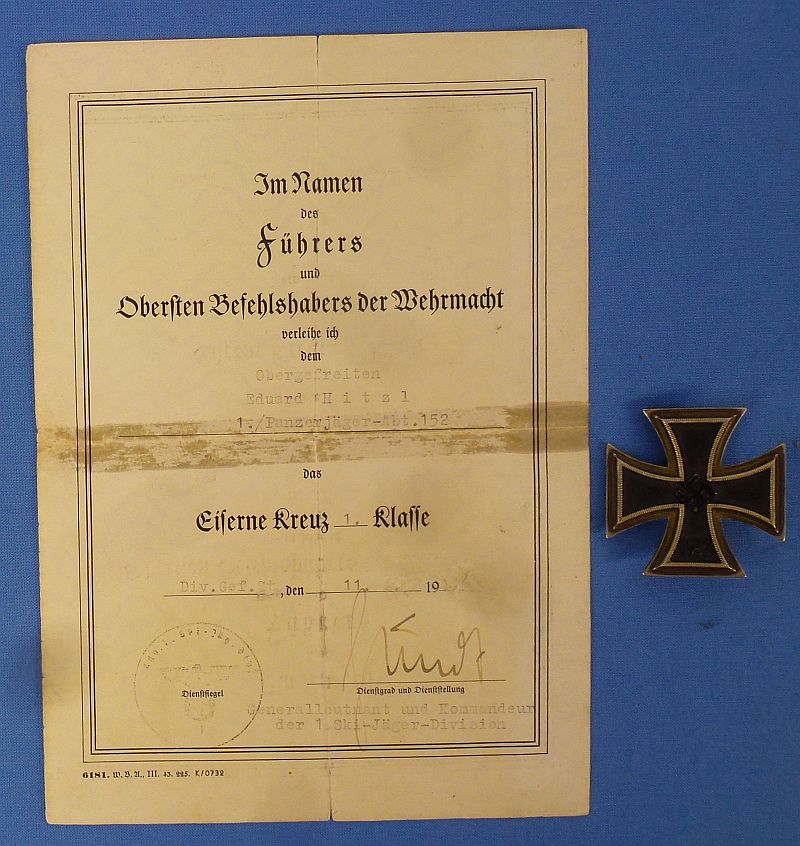 Im Namen
des
Führers
und
Obersten Befehlshabers der Wehrmacht
verleihe ich
dem
Obergefreiten
Eduard H i t z l
1./Panzerjäger-Abt.152
das
Eiserne Kreuz 1. Klasse
Div.Gef.St., den 11. 19
Dienstsiegel
Dienstgrad und Dienststellung
Generalleutnant und Kommandeur
der 1.Ski-Jäger-Division
6181. W. B. A., III. 43. 225. K/0732